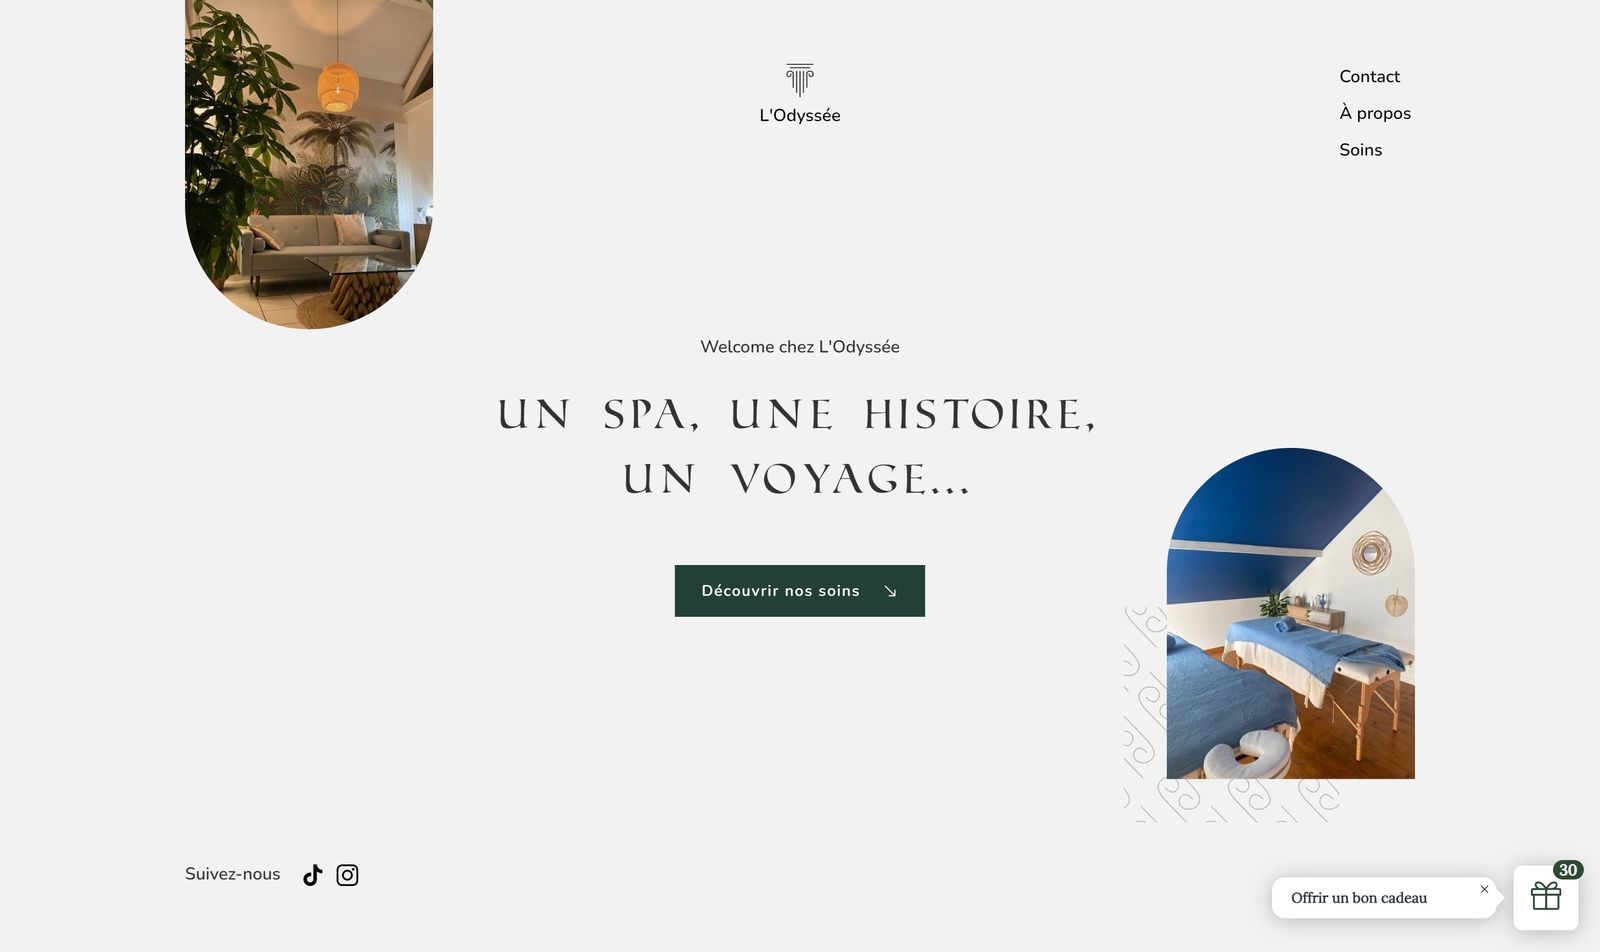 L'Odyssée
Contact
À propos
Soins
Welcome chez L'Odyssée
UN SPA, UNE HISTOIRE,
UN VOYAGE...
Découvrir nos soins
Suivez-nous
Offrir un bon cadeau
30